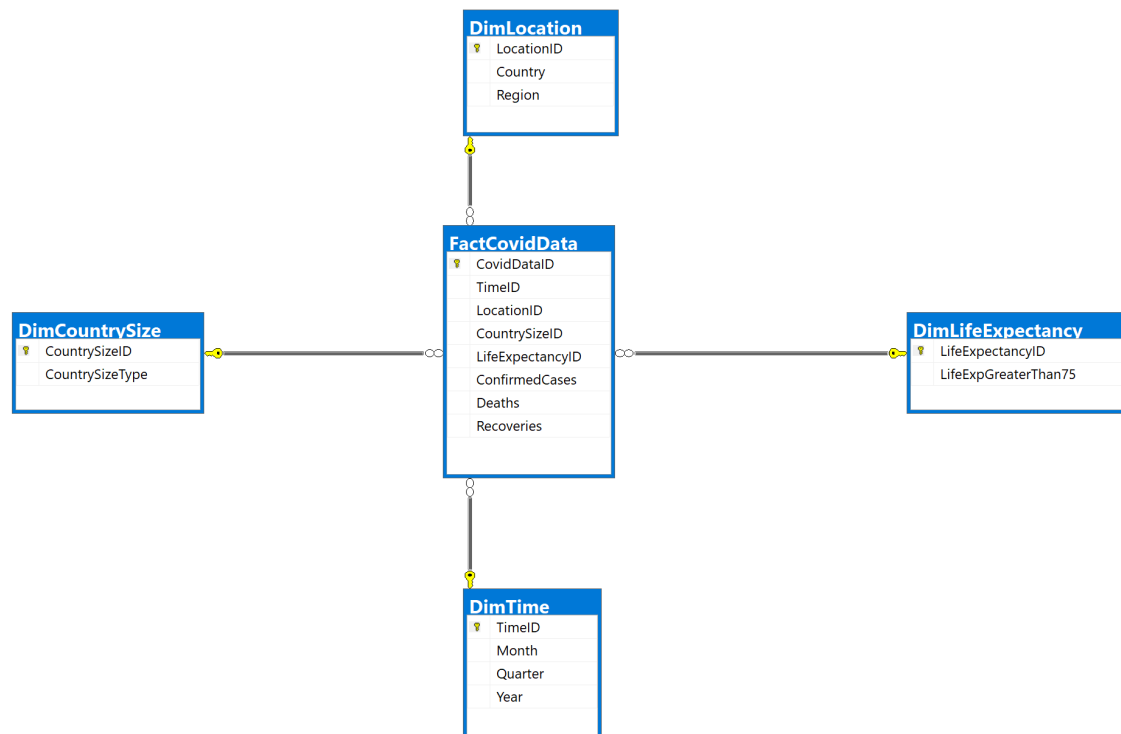 DimLocation
LocationID
Country
Region
FactCovidData
CovidDataID
TimeID
LocationID
CountrySizeID
LifeExpectancyID
ConfirmedCases
Deaths
Recoveries
DimCountrySize
CountrySizeID
CountrySizeType
DimLifeExpectancy
LifeExpectancyID
LifeExpGreaterThan75
DimTime
TimeID
Month
Quarter
Year